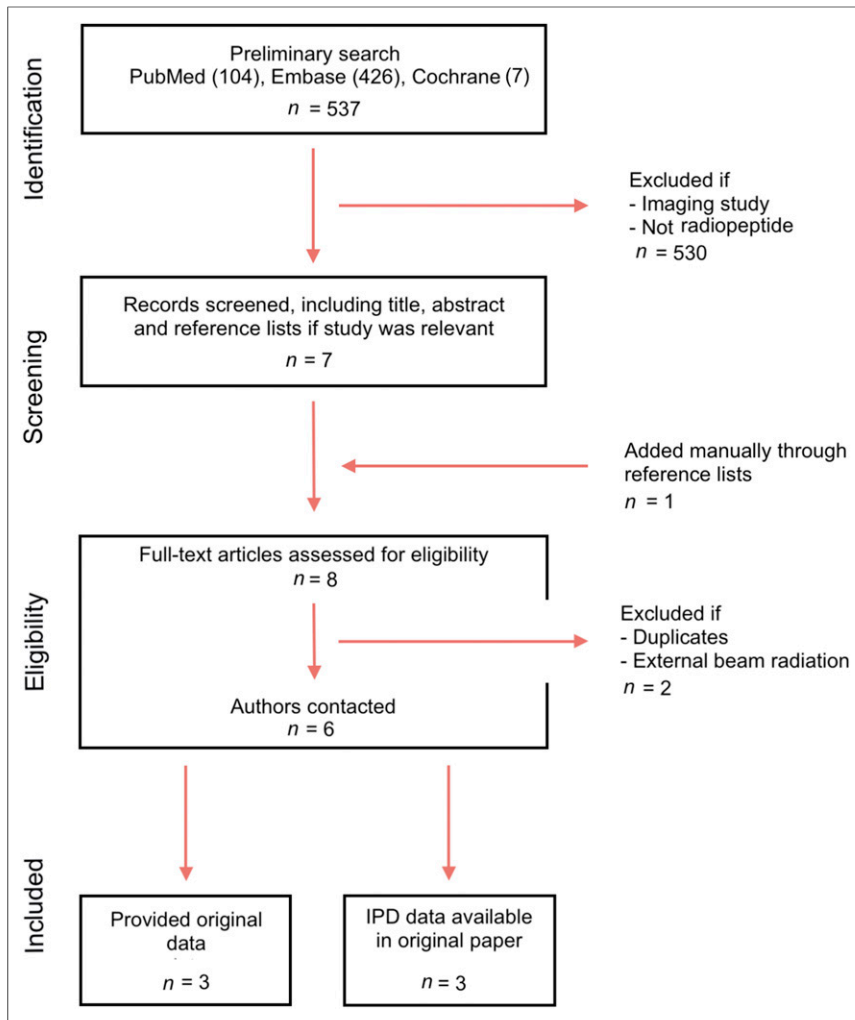 Identification
Preliminary search
PubMed (104), Embase (426), Cochrane (7)
n = 537
Excluded if
- Imaging study
- Not radiopeptide
n = 530
Screening
Records screened, including title, abstract
and reference lists if study was relevant
n = 7
Added manually through
reference lists
n = 1
Eligibility
Full-text articles assessed for eligibility
n = 8
Excluded if
- Duplicates
- External beam radiation
n = 2
Authors contacted
n = 6
Included
Provided original
data
n = 3
IPD data available
in original paper
n = 3